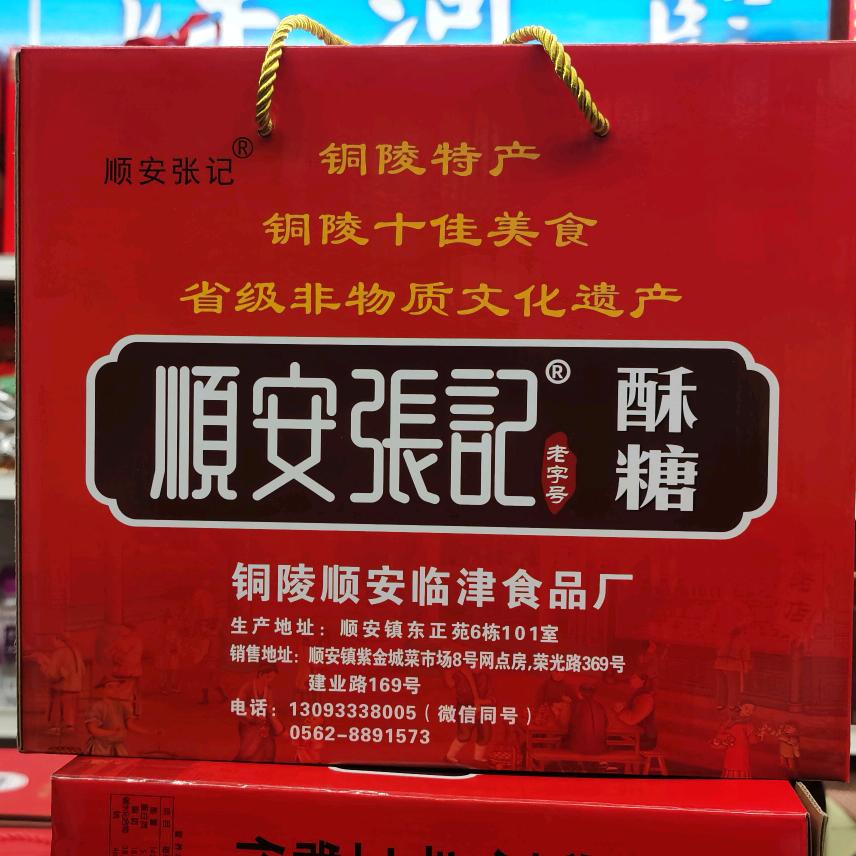 顺安张记®
铜陵特产
铜陵十佳美食
省级非物质文化遗产
順安張記®
老字号
酥糖
铜陵顺安临津食品厂
生产地址：顺安镇东正苑6栋101室
销售地址：顺安镇紫金城菜市场8号网点房,荣光路369号
建业路169号
电话：13093338005（微信同号）
0562-8891573